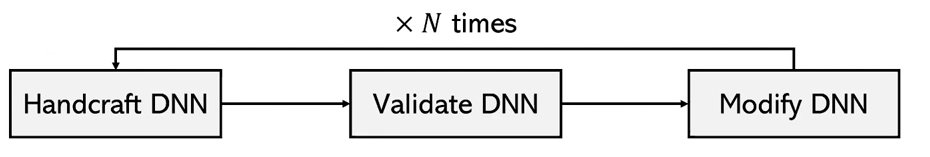 × N times
Handcraft DNN
Validate DNN
Modify DNN